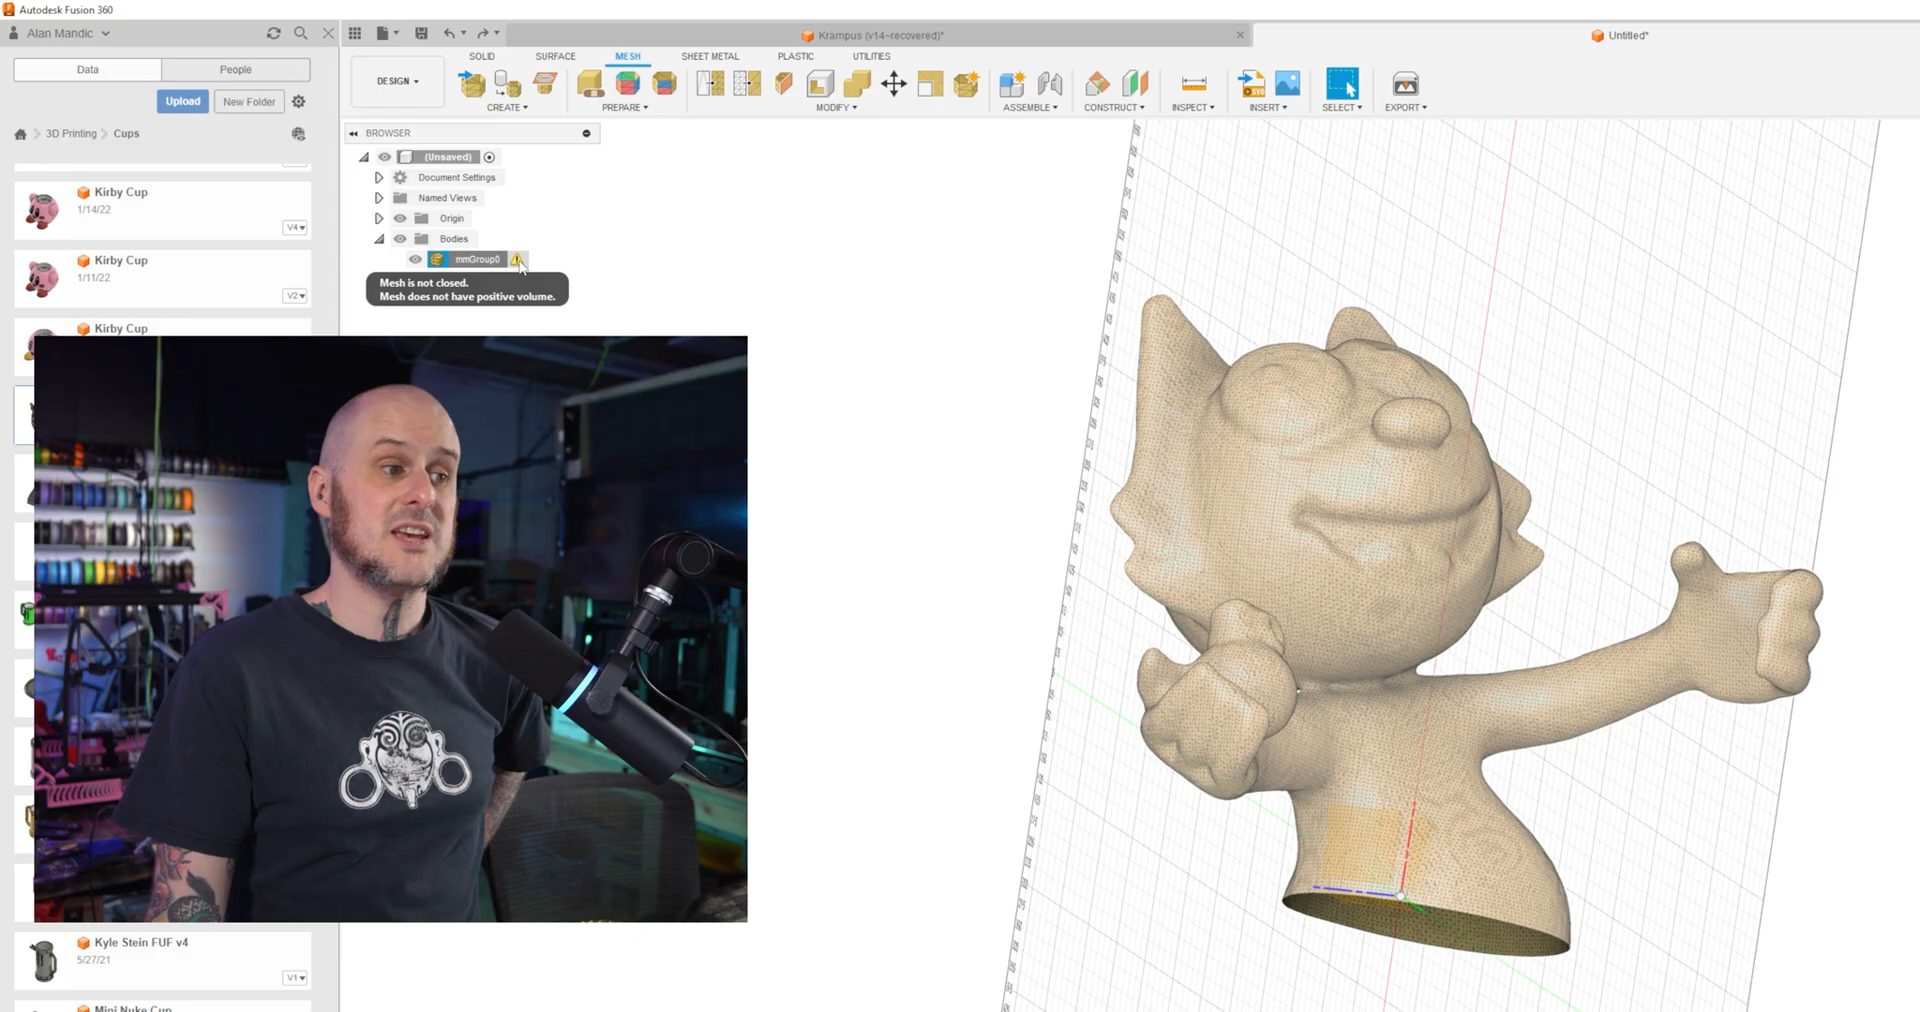 Autodesk Fusion 360
Alan Mandic
Krampus (v14~recovered)*
Untitled*
Data
People
Upload
New Folder
3D Printing > Cups
Kirby Cup
1/14/22
V4
Kirby Cup
1/11/22
V2
Kirby Cup
Kyle Stein FUF v4
5/27/21
V1
Mini Nuke Cup
DESIGN
SOLID
SURFACE
MESH
SHEET METAL
PLASTIC
UTILITIES
CREATE
PREPARE
MODIFY
ASSEMBLE
CONSTRUCT
INSPECT
INSERT
SELECT
EXPORT
SVG
BROWSER
(Unsaved)
Document Settings
Named Views
Origin
Bodies
mmGroup0
Mesh is not closed.
Mesh does not have positive volume.